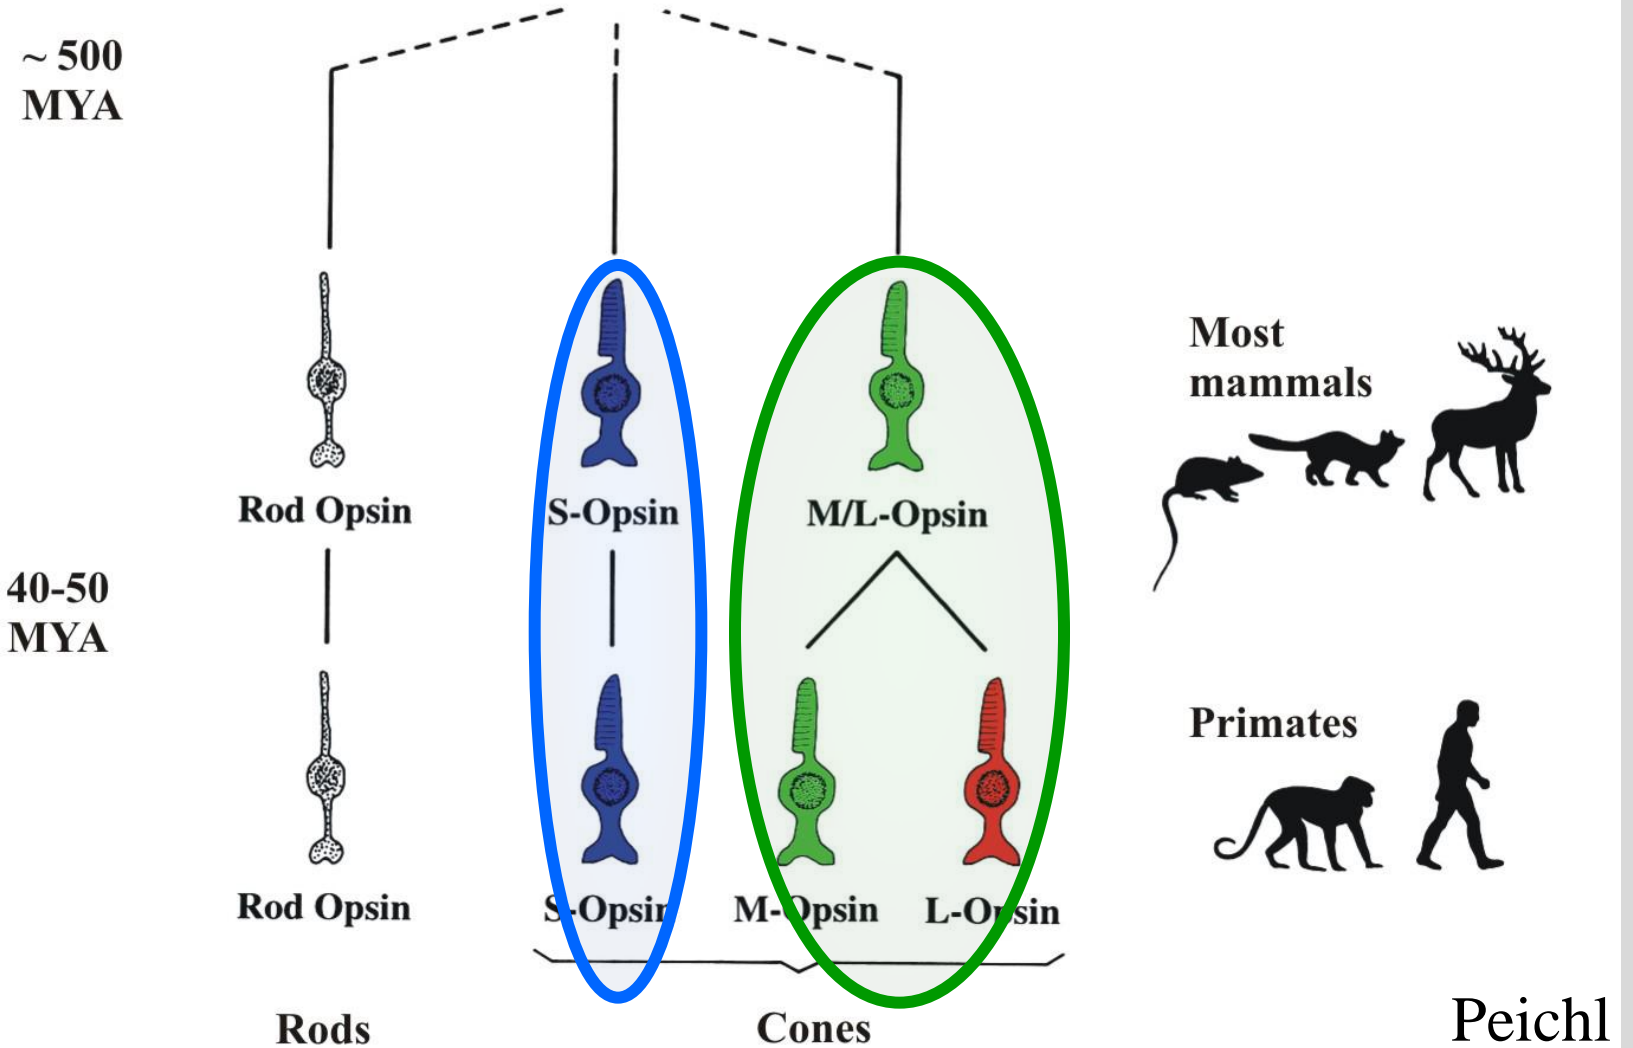 ~ 500
MYA
Most
mammals
Rod Opsin
S-Opsin
M/L-Opsin
40-50
MYA
Primates
Rod Opsin
S-Opsin
M-Opsin
L-Opsin
Rods
Cones
Peichl